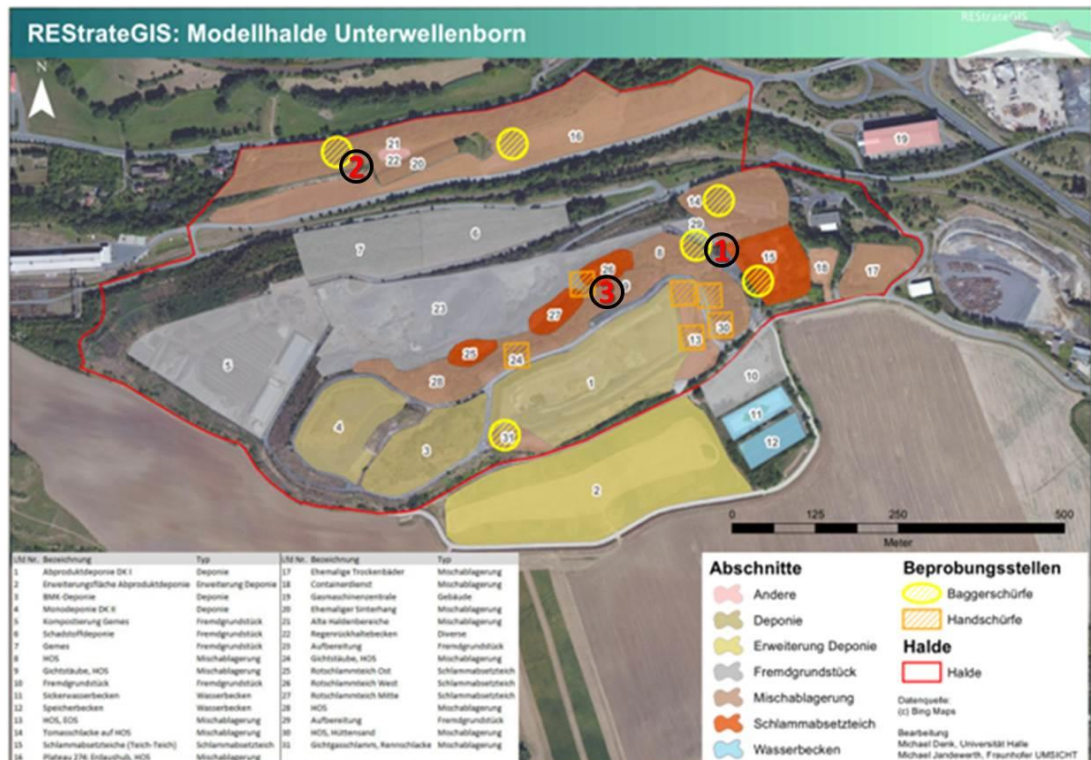 REStrateGIS: Modellhalde Unterwellenborn
REStrateGIS
N
21
16
19
22
20
2
14
29
6
7
8
1
15
26
18
17
9
23
27
30
13
25
24
5
28
1
10
11
4
3
31
12
2
3
0 125 250 500
Meter
Lfd Nr. Bezeichnung Typ
1 Abproduktdeponie DK I Deponie
2 Erweiterungsfläche Abproduktdeponie Erweiterung Deponie
3 BMK-Deponie Deponie
4 Monodeponie DK II Deponie
5 Kompostierung Gemes Fremdgrundstück
6 Schadstoffdeponie Fremdgrundstück
7 Gemes Fremdgrundstück
8 HOS Mischablagerung
9 Gichtstäube, HOS Mischablagerung
10 Fremdgrundstück Fremdgrundstück
11 Sickerwasserbecken Wasserbecken
12 Speicherbecken Wasserbecken
13 HOS, EOS Mischablagerung
14 Tomasschlacke auf HOS Mischablagerung
15 Schlammabsetzteiche (Teich-Teich) Schlammabsetzteich
16 Plateau 276: Erdaushub, HOS Mischablagerung
17 Ehemalige Trockenbäder Mischablagerung
18 Containerdienst Mischablagerung
19 Gasmaschinenzentrale Gebäude
20 Ehemaliger Sinterhang Mischablagerung
21 Alte Haldenbereiche Mischablagerung
22 Regenrückhaltebecken Diverse
23 Aufbereitung Fremdgrundstück
24 Gichtstäube, HOS Mischablagerung
25 Rotschlammteich Ost Schlammabsetzteich
26 Rotschlammteich West Schlammabsetzteich
27 Rotschlammteich Mitte Schlammabsetzteich
28 HOS Mischablagerung
29 Aufbereitung Fremdgrundstück
30 HOS, Hüttensand Mischablagerung
31 Gichtgasschlamm, Rennschlacke Mischablagerung
Abschnitte
Andere
Deponie
Erweiterung Deponie
Fremdgrundstück
Mischablagerung
Schlammabsetzteich
Wasserbecken
Beprobungsstellen
Baggerschürfe
Handschürfe
Halde
Halde
Datenquelle:
(c) Bing Maps
Bearbeitung
Michael Denk, Universität Halle
Michael Jandewerth, Fraunhofer UMSICHT